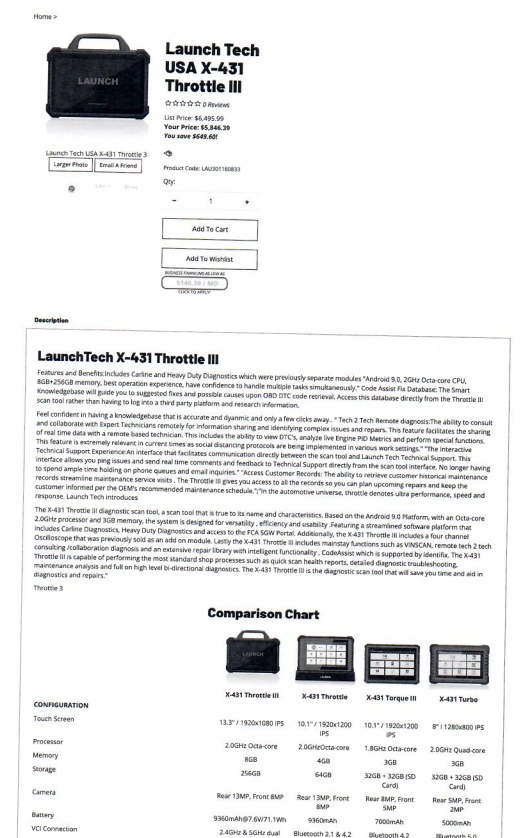 Home >
LAUNCH
Launch Tech
USA X-431
Throttle III
0 Reviews
List Price: $6,495.99
Your Price: $5,846.39
You save $649.60!
Launch Tech USA X-431 Throttle 3
Larger Photo
Email A Friend
Product Code: LAU301180833
Qty:
- 1 +
Add To Cart
Add To Wishlist
BUSINESS FINANCING AS LOW AS
$146.39 / MO
CLICK TO APPLY
Description
LaunchTech X-431 Throttle III
Features and Benefits:Includes Carline and Heavy Duty Diagnostics which were previously separate modules "Android 9.0, 2GHz Octa-core CPU,
8GB+256GB memory, best operation experience, have confidence to handle multiple tasks simultaneously." Code Assist Fix Database: The Smart
Knowledgebase will guide you to suggested fixes and possible causes upon OBD DTC code retrieval. Access this database directly from the Throttle III
scan tool rather than having to log into a third party platform and research information.
Feel confident in having a knowledgebase that is accurate and dyanmic and only a few clicks away.. " Tech 2 Tech Remote diagnosis:The ability to consult
and collaborate with Expert Technicians remotely for information sharing and identifying complex issues and repairs. This feature facilitates the sharing
of real time data with a remote based technician. This includes the ability to view DTC's, analyze live Engine PID Metrics and perform special functions.
This feature is extremely relevant in current times as social distancing protocols are being implemented in various work settings." "The Interactive
Technical Support Experience:An interface that facilitates communication directly between the scan tool and Launch Tech Technical Support. This
interface allows you ping issues and send real time comments and feedback to Technical Support directly from the scan tool interface. No longer having
to spend ample time holding on phone queues and email inquiries." "Access Customer Records: The ability to retrieve customer historical maintenance
records streamline maintenance service visits . The Throttle III gives you access to all the records so you can plan upcoming repairs and keep the
customer informed per the OEM's recommended maintenance schedule.";"In the automotive universe, throttle denotes ultra performance, speed and
response. Launch Tech introduces
The X-431 Throttle III diagnostic scan tool, a scan tool that is true to its name and characteristics. Based on the Android 9.0 Platform, with an Octa-core
2.0GHz processor and 3GB memory, the system is designed for versatility , efficiency and usability .Featuring a streamlined software platform that
includes Carline Diagnostics, Heavy Duty Diagnostics and access to the FCA SGW Portal. Additionally, the X-431 Throttle III includes a four channel
Oscilloscope that was previously sold as an add on module. Lastly the X-431 Throttle III includes mainstay functions such as VINSCAN, remote tech 2 tech
consulting /collaboration diagnosis and an extensive repair library with intelligent functionality , CodeAssist which is supported by Identifix. The X-431
Throttle III is capable of performing the most standard shop processes such as quick scan health reports, detailed diagnostic troubleshooting,
maintenance analysis and full on high level bi-directional diagnostics. The X-431 Throttle III is the diagnostic scan tool that will save you time and aid in
diagnostics and repairs."
Throttle 3
Comparison Chart
LAUNCH
X-431 Throttle III X-431 Throttle X-431 Torque III X-431 Turbo
CONFIGURATION
Touch Screen 13.3" / 1920x1080 IPS 10.1" / 1920x1200 IPS 10.1" / 1920x1200 IPS 8" I 1280x800 IPS
Processor 2.0GHz Octa-core 2.0GHzOcta-core 1.8GHz Octa-core 2.0GHz Quad-core
Memory 8GB 4GB 3GB 3GB
Storage 256GB 64GB 32GB + 32GB (SD Card) 32GB + 32GB (SD Card)
Camera Rear 13MP, Front 8MP Rear 13MP, Front 8MP Rear 8MP, Front 5MP Rear 5MP, Front 2MP
Battery 9360mAh@7.6V/71.1Wh 9360mAh 7000mAh 5000mAh
VCI Connection 2.4GHz & 5GHz dual Bluetooth 2.1 & 4.2 Bluetooth 4.2 Bluetooth 5.0